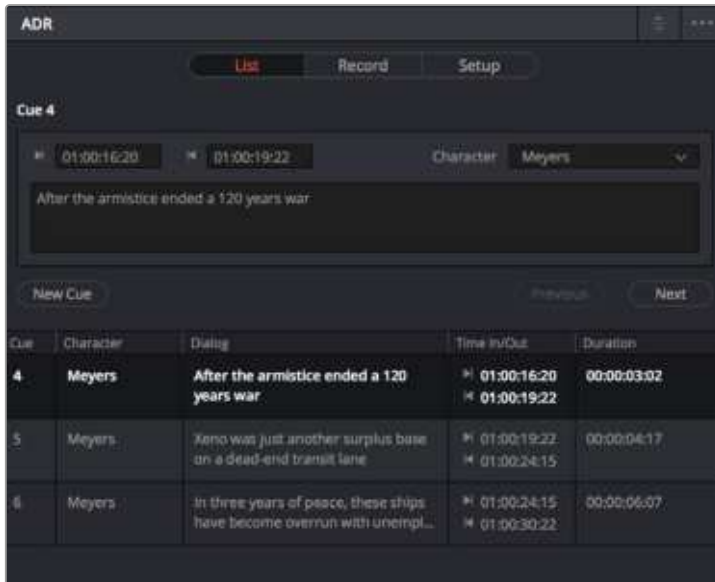 ADR
List Record Setup
Cue 4
01:00:16:20 01:00:19:22 Character Meyers
After the armistice ended a 120 years war
New Cue Previous Next
Cue Character Dialog Time In/Out Duration
4 Meyers After the armistice ended a 120 01:00:16:20 00:00:03:02
years war 01:00:19:22
5 Meyers Xeno was just another surplus base 01:00:19:22 00:00:04:17
on a dead-end transit lane 01:00:24:15
6 Meyers In three years of peace, these ships 01:00:24:15 00:00:06:07
have become overrun with unempl... 01:00:30:22